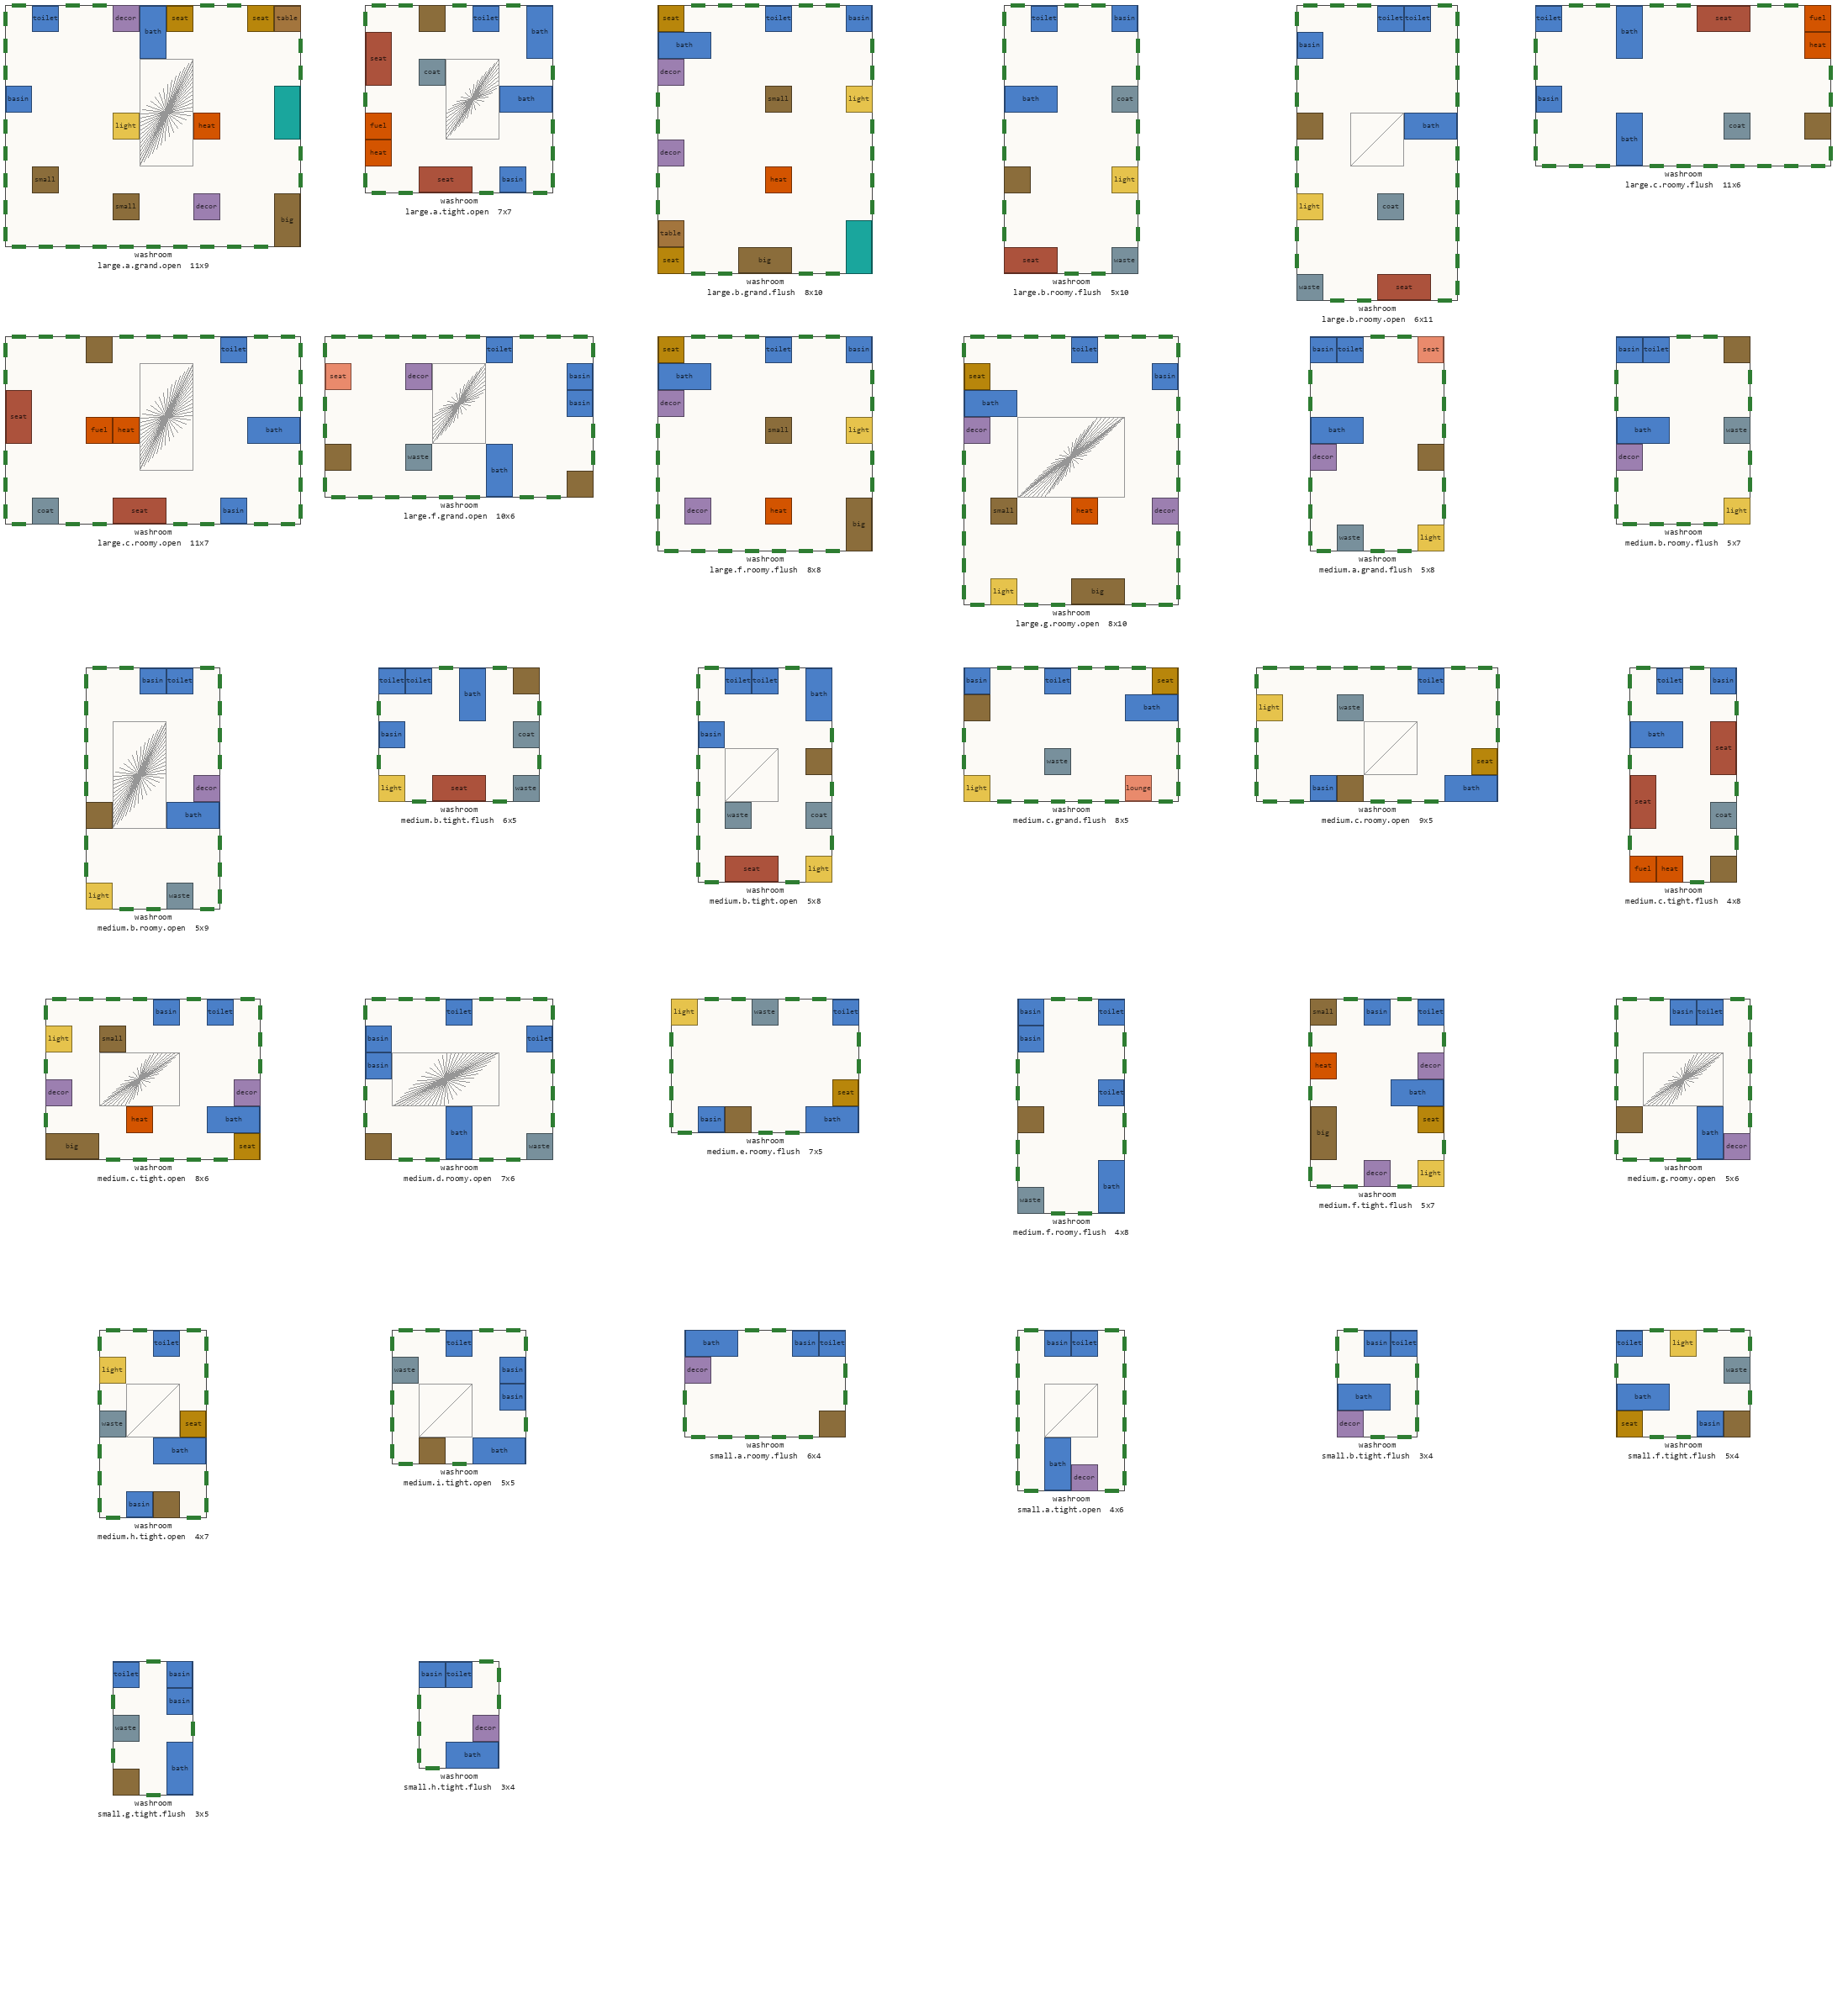 toilet decor seat seat table
bath
basin
light heat
small
small decor
big
washroom
large.a.grand.open 11x9
toilet
bath
seat
coat
bath
fuel
heat
seat basin
washroom
large.a.tight.open 7x7
seat toilet basin
bath
decor
small light
decor
heat
table
seat big
washroom
large.b.grand.flush 8x10
toilet basin
bath coat
light
seat waste
washroom
large.b.roomy.flush 5x10
toilet toilet
basin
bath
light coat
waste seat
washroom
large.b.roomy.open 6x11
toilet seat fuel
bath
heat
basin
bath coat
washroom
large.c.roomy.flush 11x6
toilet
seat
fuel heat bath
coat seat basin
washroom
large.c.roomy.open 11x7
toilet
seat decor basin
basin
waste
bath
washroom
large.f.grand.open 10x6
seat toilet basin
bath
decor
small light
decor heat
big
washroom
large.f.roomy.flush 8x8
toilet
seat basin
bath
decor
small heat decor
light big
washroom
large.g.roomy.open 8x10
basin toilet seat
bath
decor
waste light
washroom
medium.a.grand.flush 5x8
basin toilet
bath waste
decor
light
washroom
medium.b.roomy.flush 5x7
basin toilet
decor
bath
light waste
washroom
medium.b.roomy.open 5x9
toilet toilet
bath
basin coat
light seat waste
washroom
medium.b.tight.flush 6x5
toilet toilet
bath
basin
waste coat
seat light
washroom
medium.b.tight.open 5x8
basin toilet seat
bath
waste
light lounge
washroom
medium.c.grand.flush 8x5
toilet
light waste
seat
basin bath
washroom
medium.c.roomy.open 9x5
toilet basin
bath
seat
seat
coat
fuel heat
washroom
medium.c.tight.flush 4x8
basin toilet
light small
decor decor
heat bath
big seat
washroom
medium.c.tight.open 8x6
toilet
basin toilet
basin
bath
waste
washroom
medium.d.roomy.open 7x6
light waste toilet
seat
basin bath
washroom
medium.e.roomy.flush 7x5
basin toilet
basin
toilet
bath
waste
washroom
medium.f.roomy.flush 4x8
small basin toilet
heat decor
bath
seat
big
decor light
washroom
medium.f.tight.flush 5x7
basin toilet
bath
decor
washroom
medium.g.roomy.open 5x6
toilet
light
waste seat
bath
basin
washroom
medium.h.tight.open 4x7
toilet
waste basin
basin
bath
washroom
medium.i.tight.open 5x5
bath basin toilet
decor
washroom
small.a.roomy.flush 6x4
basin toilet
bath
decor
washroom
small.a.tight.open 4x6
basin toilet
bath
decor
washroom
small.b.tight.flush 3x4
toilet light
waste
bath
seat basin
washroom
small.f.tight.flush 5x4
toilet basin
basin
waste
bath
washroom
small.g.tight.flush 3x5
basin toilet
decor
bath
washroom
small.h.tight.flush 3x4